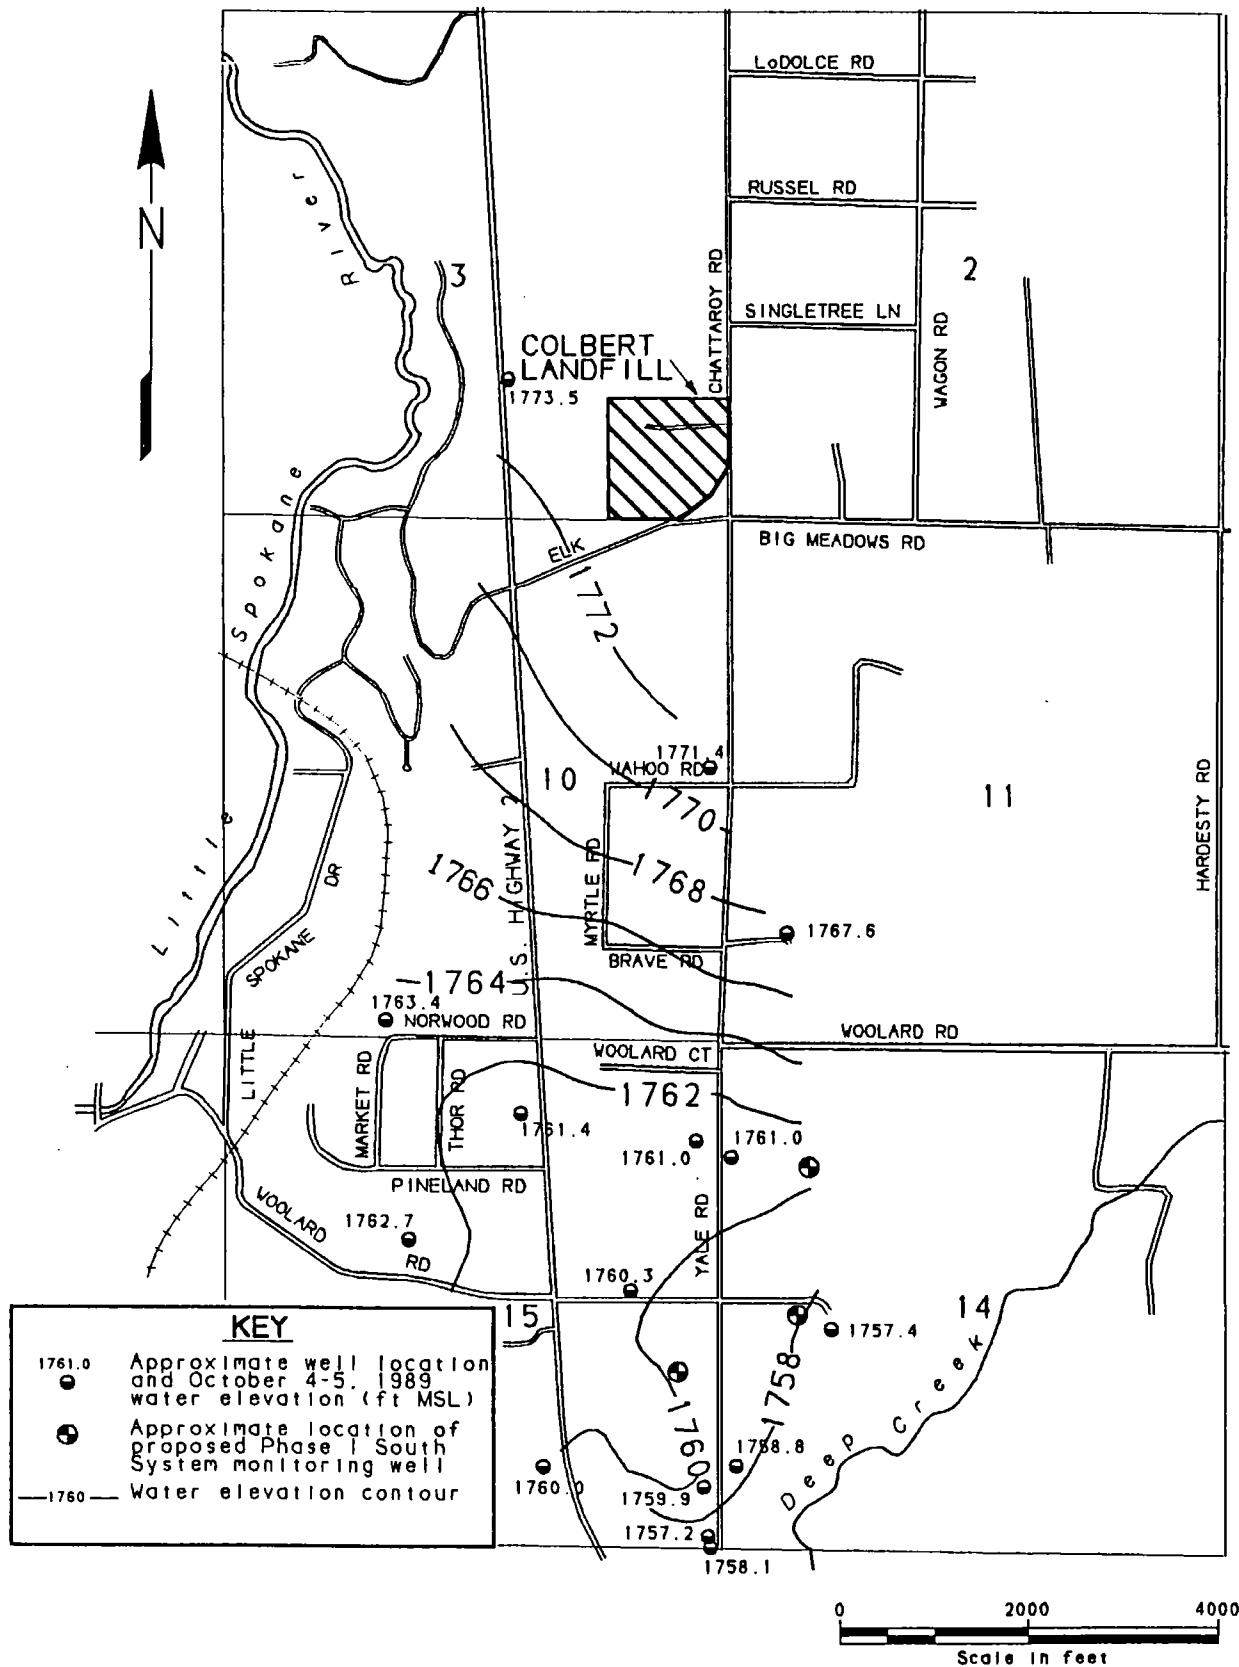 LoDOLCE RD
RUSSEL RD
N
River
3
2
CHATTAROY RD
SINGLETREE LN
WAGON RD
COLBERT
LANDFILL
1773.5
Spokane
ELK
BIG MEADOWS RD
1772
1771.4
WAHOO RD
10
11
1770
HARDESTY RD
Little
U.S. HIGHWAY 2
MYRTLE RD
1766
1768
DR
SPOKANE
LITTLE
1767.6
BRAVE RD
1764
1763.4
NORWOOD RD
WOOLARD RD
WOOLARD CT
MARKET RD
THOR RD
1762
1761.4
1761.0
1761.0
PINELAND RD
YALE RD
WOOLARD
RD
1762.7
1760.3
15
14
1757.4
1758
1760
Deep Creek
1758.8
1760.0
1759.9
1757.2
1758.1
KEY
1761.0 Approximate well location
and October 4-5, 1989
water elevation (ft MSL)
Approximate location of
proposed Phase I South
System monitoring well
1760 Water elevation contour
0 2000 4000
Scale in feet